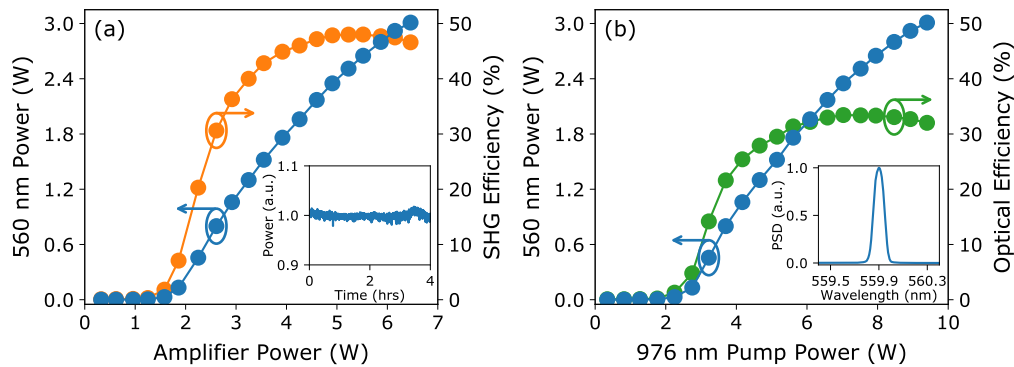 (a)
560 nm Power (W)
3.0
2.4
1.8
1.2
0.6
0.0
0 1 2 3 4 5 6 7
Amplifier Power (W)
50
40
30
20
10
0
SHG Efficiency (%)
Power (a.u.)
1.1
1.0
0.9
0 2 4
Time (hrs)
(b)
560 nm Power (W)
3.0
2.4
1.8
1.2
0.6
0.0
0 2 4 6 8 10
976 nm Pump Power (W)
50
40
30
20
10
0
Optical Efficiency (%)
PSD (a.u.)
1.0
0.5
0.0
559.5 559.9 560.3
Wavelength (nm)